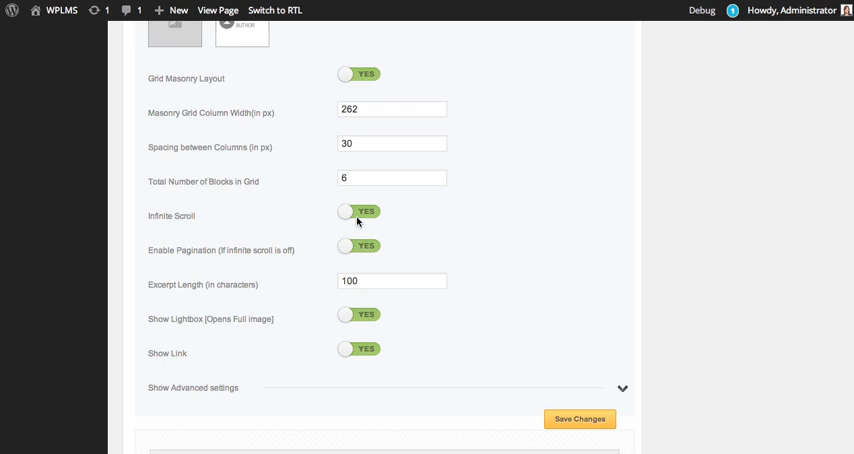 WPLMS 1 1 New View Page Switch to RTL Debug 1 Howdy, Administrator
AUTHOR
Grid Masonry Layout YES
Masonry Grid Column Width(in px) 262
Spacing between Columns (in px) 30
Total Number of Blocks in Grid 6
Infinite Scroll YES
Enable Pagination (If infinite scroll is off) YES
Excerpt Length (in characters) 100
Show Lightbox [Opens Full image] YES
Show Link YES
Show Advanced settings
Save Changes